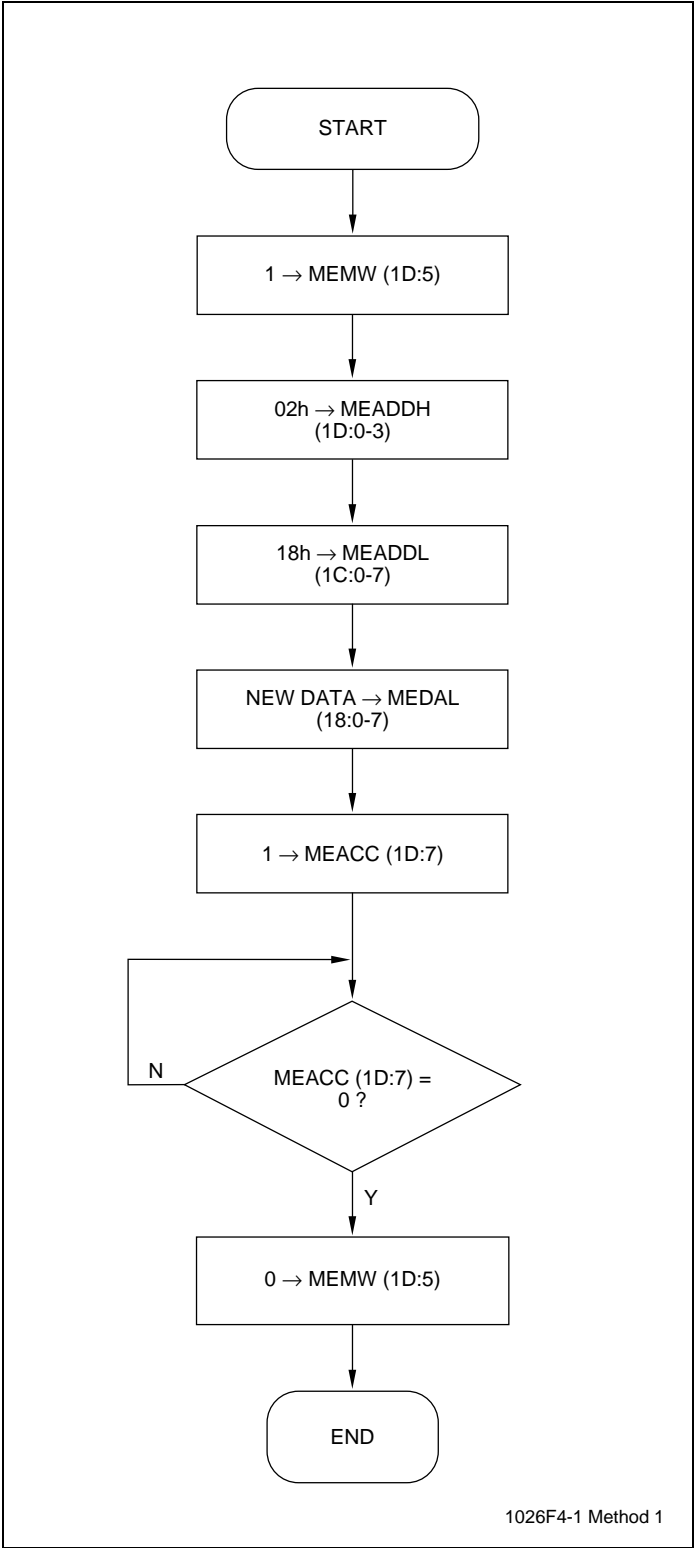 START
1 → MEMW (1D:5)
02h → MEADDH
(1D:0-3)
18h → MEADDL
(1C:0-7)
NEW DATA → MEDAL
(18:0-7)
1 → MEACC (1D:7)
N
MEACC (1D:7) =
0 ?
Y
0 → MEMW (1D:5)
END
1026F4-1 Method 1